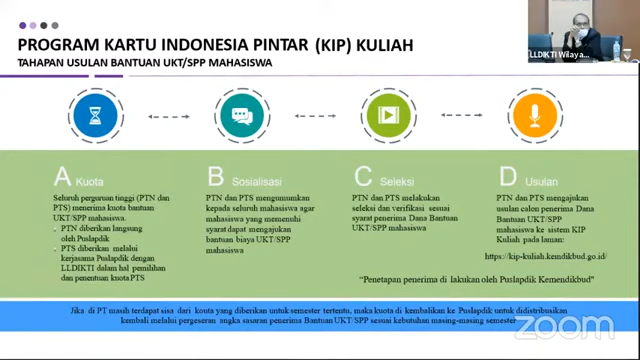 PROGRAM KARTU INDONESIA PINTAR (KIP) KULIAH
TAHAPAN USULAN BANTUAN UKT/SPP MAHASISWA
LLDIKTI Wilaya...
A Kuota
Seluruh perguruan tinggi (PTN dan
PTS) menerima kuota bantuan
UKT/SPP mahasiswa.
PTN diberikan langsung
oleh Puslapdik
PTS diberikan melalui
kerjasama Puslapdik dengan
LLDIKTI dalam hal pemilihan
dan penentuan kuota PTS
B Sosialisasi
PTN dan PTS mengumumkan
kepada seluruh mahasiswa agar
mahasiswa yang memenuhi
syarat dapat mengajukan
bantuan biaya UKT/SPP
mahasiswa
C Seleksi
PTN dan PTS melakukan
seleksi dan verifikasi sesuai
syarat penerima Dana Bantuan
UKT/SPP mahasiswa
D Usulan
PTN dan PTS mengajukan
usulan calon penerima Dana
Bantuan UKT/SPP
mahasiswa ke sistem KIP
Kuliah pada laman:
https://kip-kuliah.kemdikbud.go.id/
“Penetapan penerima di lakukan oleh Puslapdik Kemendikbud"
Jika di PT masih terdapat sisa dari kouta yang diberikan untuk semester tertentu, maka kuota di kembalikan ke Puslapdik untuk didistribusikan
kembali melalui pergeseran angka sasaran penerima Bantuan UKT/SPP sesuai kebutuhan masing-masing semester
zoom